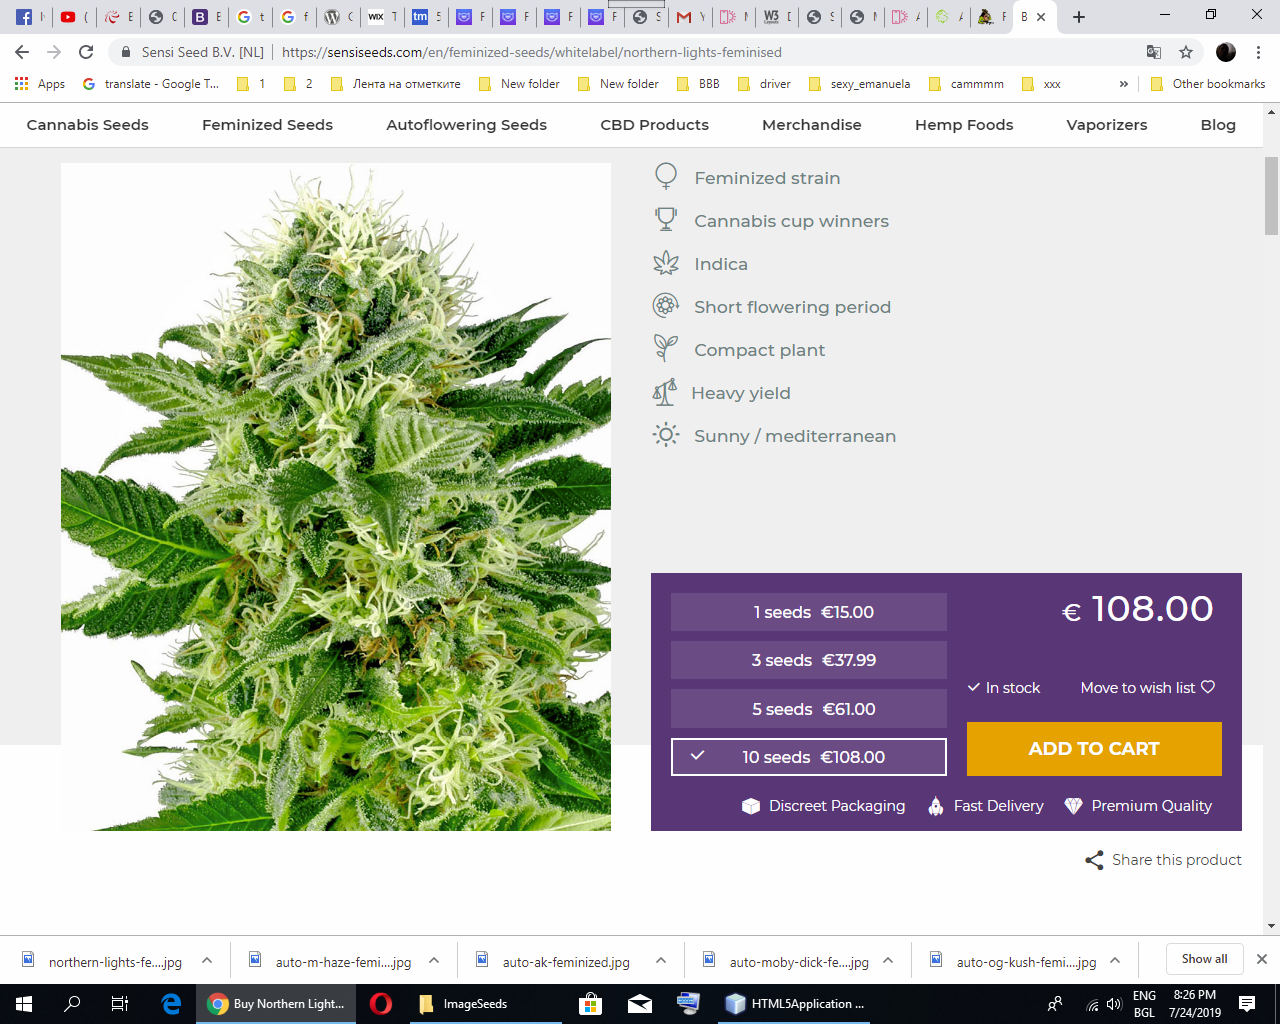 Sensi Seed B.V. [NL]
https://sensiseeds.com/en/feminized-seeds/whitelabel/northern-lights-feminised
Apps
translate - Google T...
1
2
Лента на отметките
New folder
New folder
BBB
driver
sexy_emanuela
cammmm
xxx
»
Other bookmarks
Cannabis Seeds
Feminized Seeds
Autoflowering Seeds
CBD Products
Merchandise
Hemp Foods
Vaporizers
Blog
Feminized strain
Cannabis cup winners
Indica
Short flowering period
Compact plant
Heavy yield
Sunny / mediterranean
1 seeds €15.00
3 seeds €37.99
5 seeds €61.00
10 seeds €108.00
€ 108.00
In stock
Move to wish list
ADD TO CART
Discreet Packaging
Fast Delivery
Premium Quality
Share this product
northern-lights-fe....jpg
auto-m-haze-femi....jpg
auto-ak-feminized.jpg
auto-moby-dick-fe....jpg
auto-og-kush-femi....jpg
Show all
Buy Northern Light...
ImageSeeds
HTML5Application ...
ENG
BGL
8:26 PM
7/24/2019